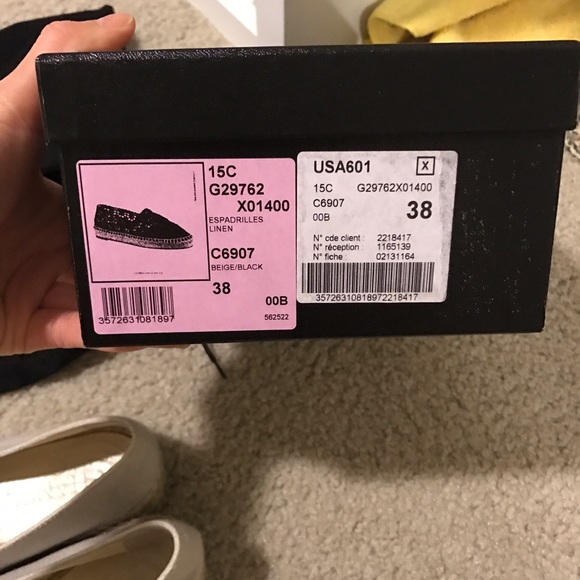 15C
G29762
X01400
ESPADRILLES
LINEN
C6907
BEIGE/BLACK
38
00B
3572631081897
562522
USA601 X
15C G29762X01400
C6907
00B 38
N° cde client : 2218417
N° réception : 1165139
N° fiche : 02131164
35726310818972218417